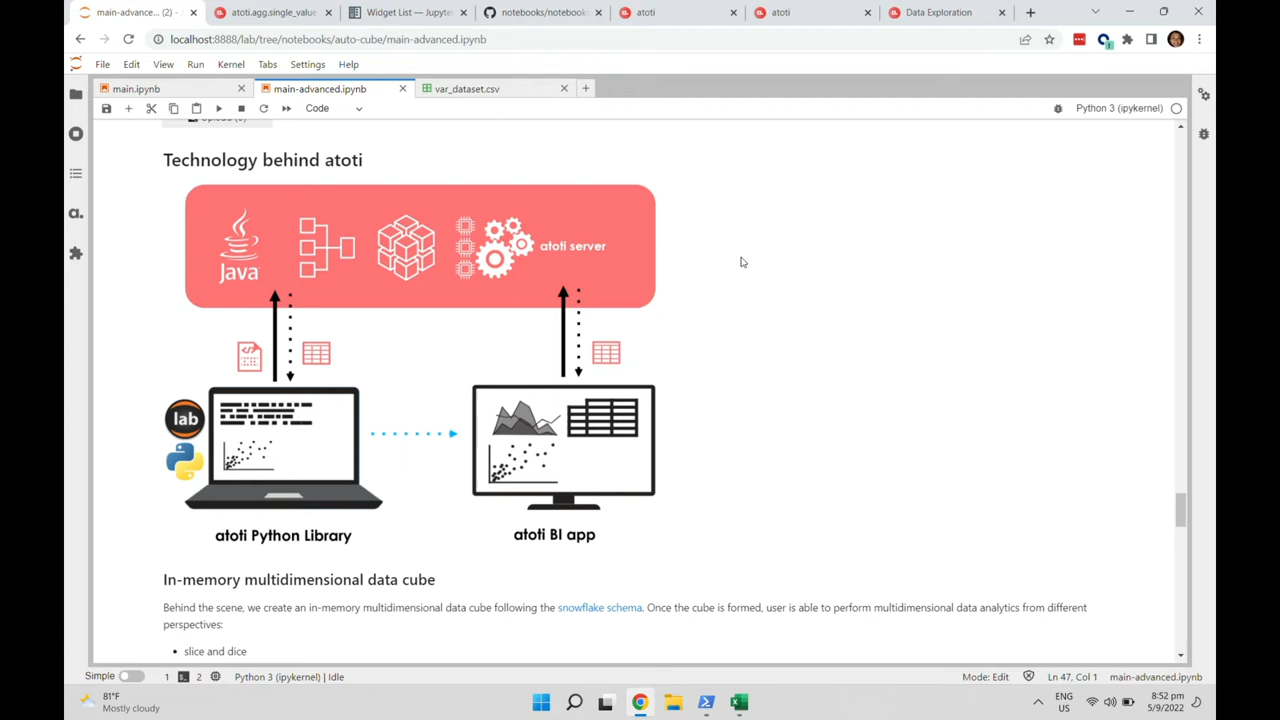 main-advanced... (2) -
atoti.agg.single_value
Widget List — Jupyte
notebooks/notebook
atoti
atoti
Data Exploration
localhost:8888/lab/tree/notebooks/auto-cube/main-advanced.ipynb
File Edit View Run Kernel Tabs Settings Help
main.ipynb
main-advanced.ipynb
var_dataset.csv
Code
Python 3 (ipykernel)
Technology behind atoti
Java
atoti server
lab
atoti Python Library
atoti BI app
In-memory multidimensional data cube
Behind the scene, we create an in-memory multidimensional data cube following the snowflake schema. Once the cube is formed, user is able to perform multidimensional data analytics from different
perspectives:
• slice and dice
Simple 1 2 Python 3 (ipykernel) | Idle Mode: Edit Ln 47, Col 1 main-advanced.ipynb
81°F
Mostly cloudy
ENG
US
8:52 pm
5/9/2022